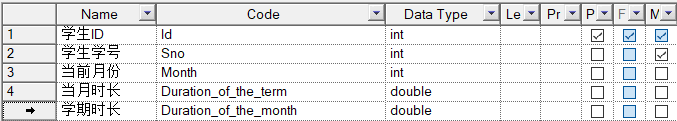 Name Code Data Type Le Pr P F M
1 学生ID Id int
2 学生学号 Sno int
3 当前月份 Month int
4 当月时长 Duration_of_the_term double
学期时长 Duration_of_the_month double